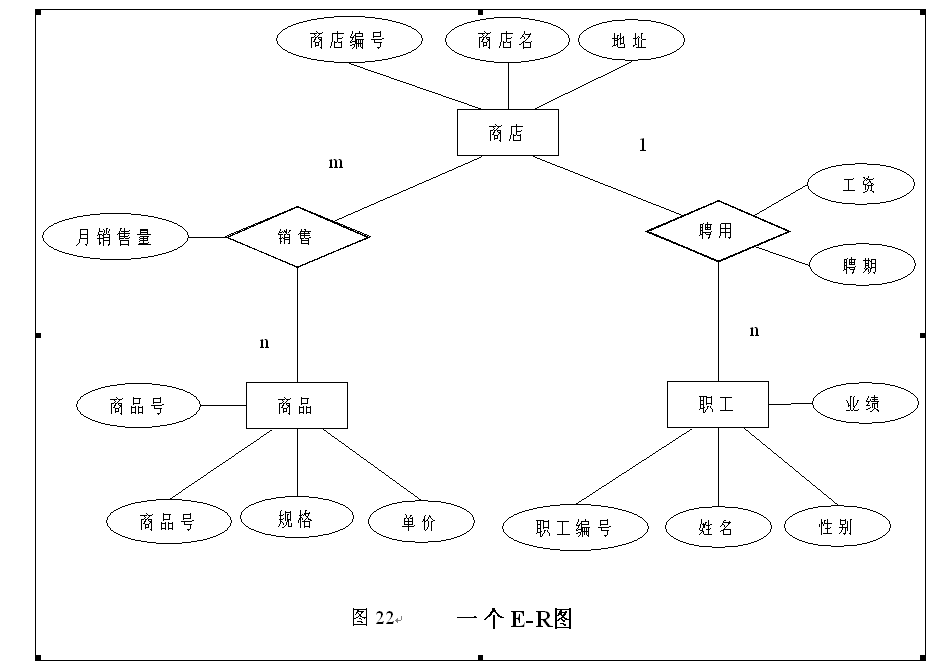 商店编号
商店名
地址
商店
m
1
工资
月销售量
销售
聘用
聘期
n
n
商品号
商品
职工
业绩
商品号
规格
单价
职工编号
姓名
性别
图 22 一个 E-R图